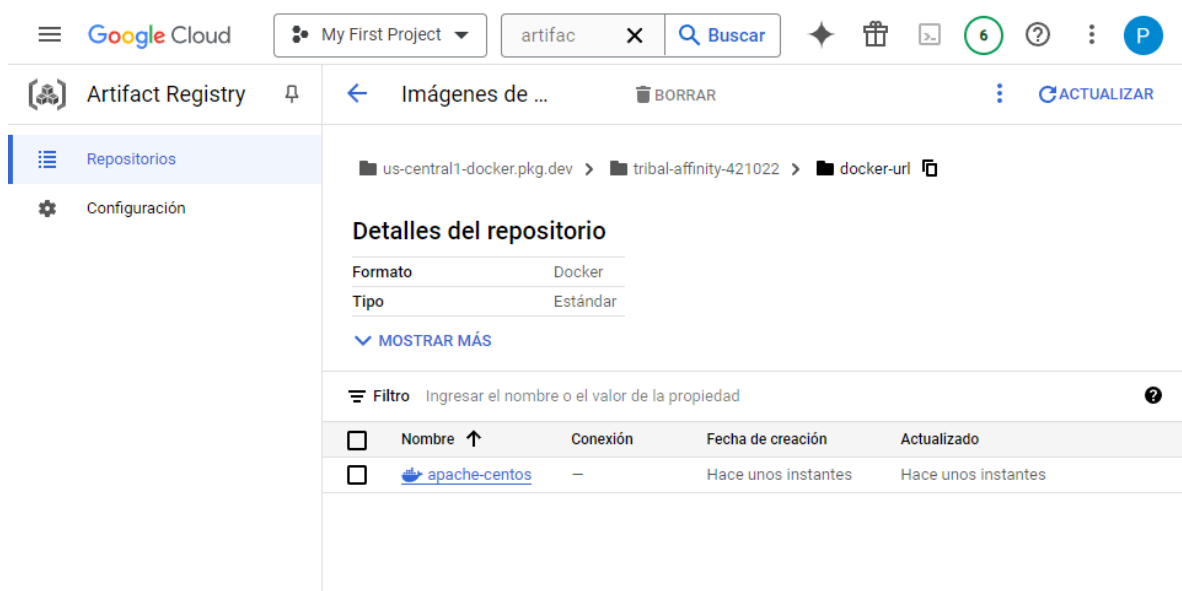 Google Cloud
My First Project
artifac
Buscar
6
P
Artifact Registry
Imágenes de ...
BORRAR
ACTUALIZAR
Repositorios
Configuración
us-central1-docker.pkg.dev
tribal-affinity-421022
docker-url
Detalles del repositorio
Formato Docker
Tipo Estándar
MOSTRAR MÁS
Filtro Ingresar el nombre o el valor de la propiedad
Nombre Conexión Fecha de creación Actualizado
apache-centos — Hace unos instantes Hace unos instantes